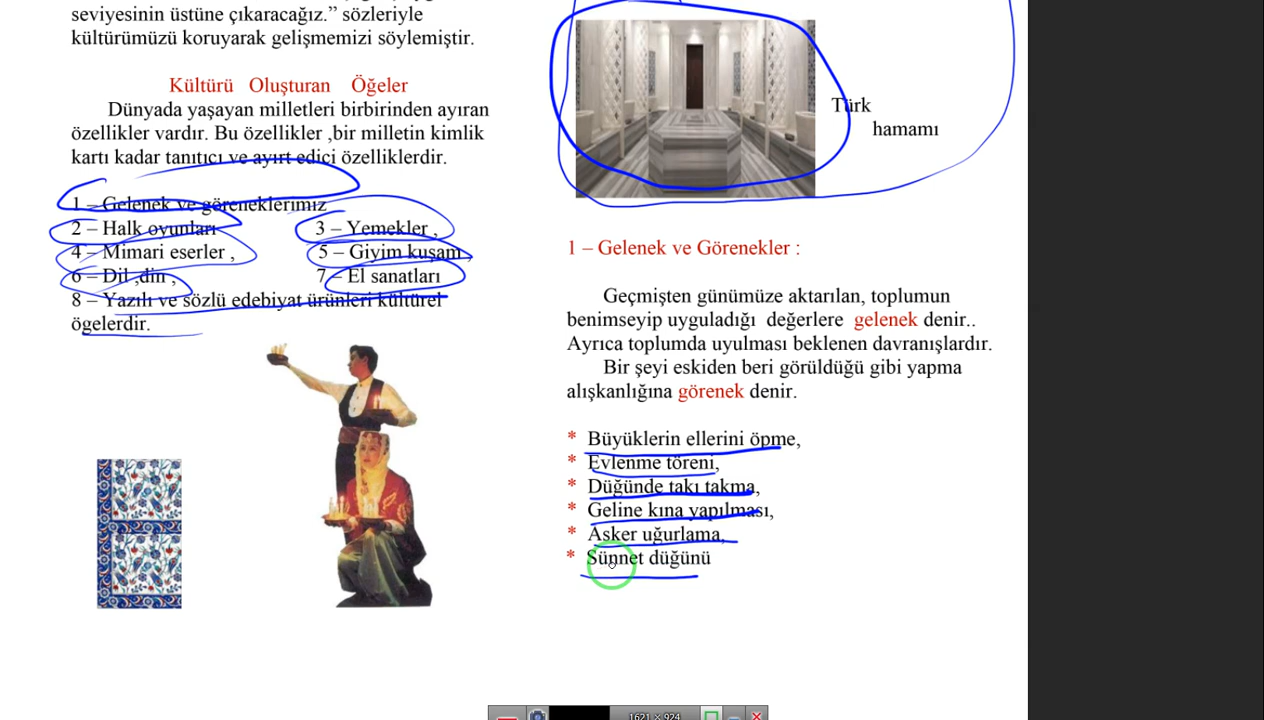 seviyesinin üstüne çıkaracağız.” sözleriyle
kültürümüzü koruyarak gelişmemizi söylemiştir.
Kültürü Oluşturan Öğeler
Dünyada yaşayan milletleri birbirinden ayıran
özellikler vardır. Bu özellikler ,bir milletin kimlik
kartı kadar tanıtıcı ve ayırt edici özelliklerdir.
1 – Gelenek ve göreneklerimiz
2 – Halk oyunları 3 – Yemekler ,
4 – Mimari eserler , 5 – Giyim kuşam ,
6 – Dil ,din , 7 – El sanatları
8 – Yazılı ve sözlü edebiyat ürünleri kültürel
ögelerdir.
Türk
hamamı
1 – Gelenek ve Görenekler :
Geçmişten günümüze aktarılan, toplumun
benimseyip uyguladığı değerlere gelenek denir..
Ayrıca toplumda uyulması beklenen davranışlardır.
Bir şeyi eskiden beri görüldüğü gibi yapma
alışkanlığına görenek denir.
* Büyüklerin ellerini öpme,
* Evlenme töreni,
* Düğünde takı takma,
* Geline kına yapılması,
* Asker uğurlama,
* Sünnet düğünü
1621 × 924